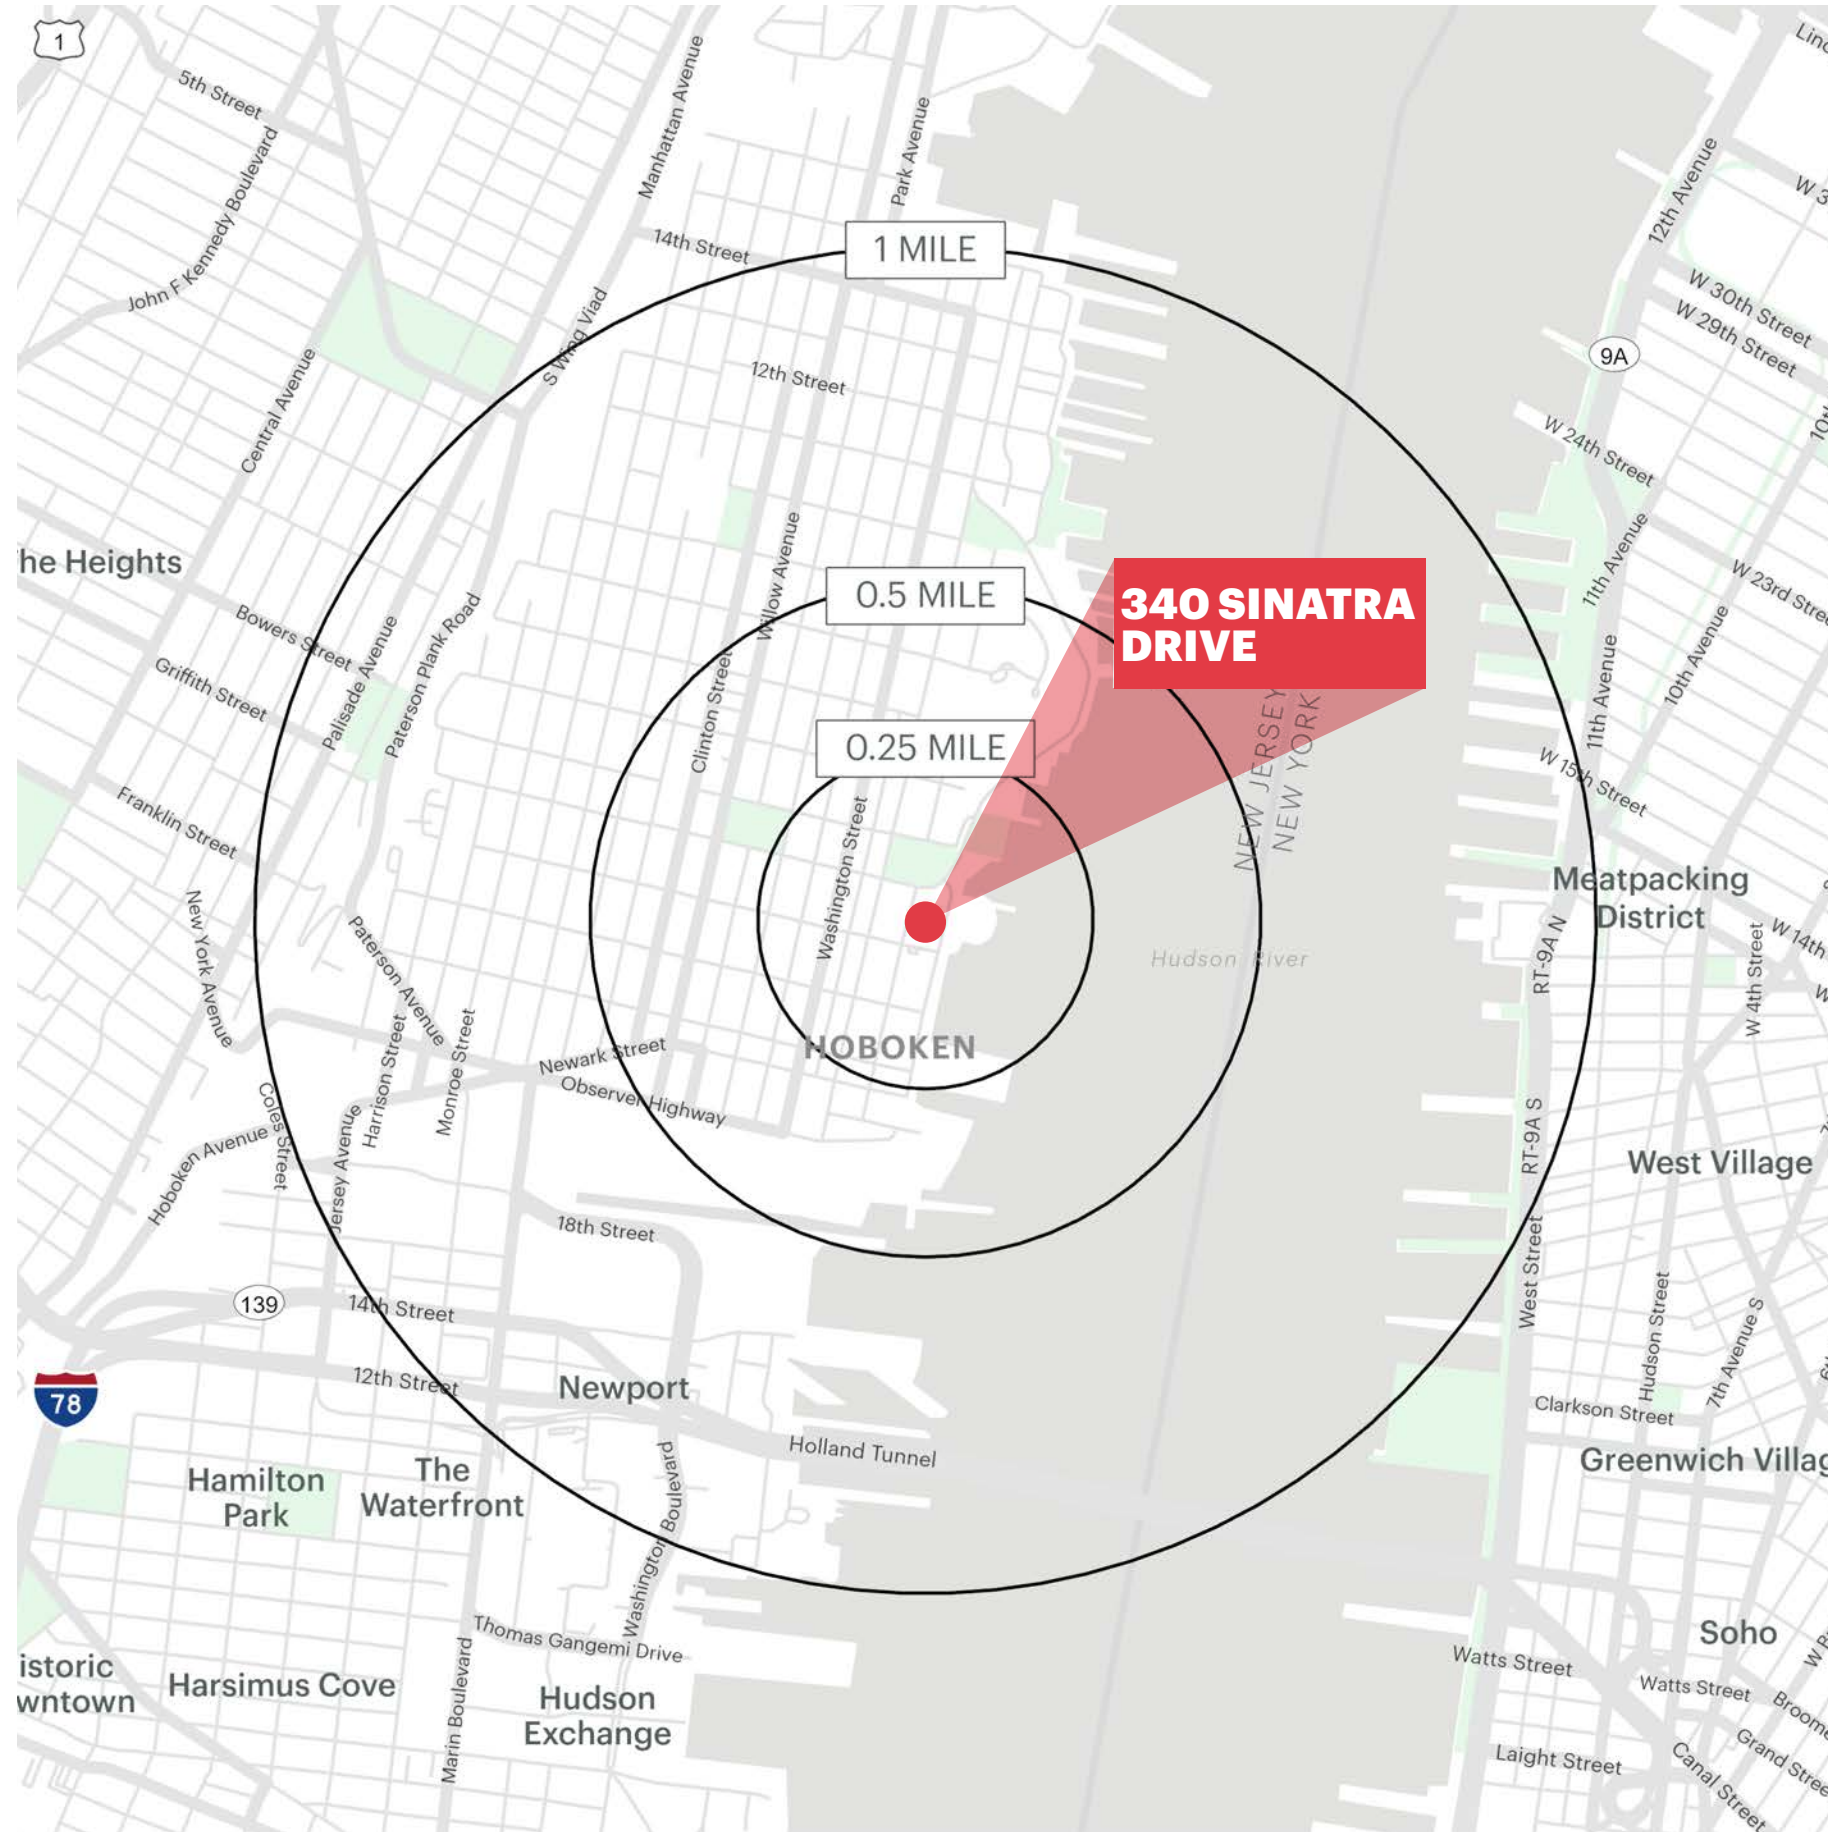 1
5th Street
Manhattan Avenue
Park Avenue
12th Avenue
John F Kennedy Boulevard
14th Street
1 MILE
W 30th Street
W 29th Street
9A
S Wing Viad
12th Street
Central Avenue
W 24th Street
he Heights
Willow Avenue
11th Avenue
W 23rd Stree
0.5 MILE
340 SINATRA
DRIVE
Bowers Street
Griffith Street
Palisade Avenue
Paterson Plank Road
Clinton Street
11th Avenue
10th Avenue
0.25 MILE
NEW JERSEY
NEW YORK
W 15th Street
Franklin Street
Washington Street
Meatpacking
District
New York Avenue
Paterson Avenue
Hudson River
RT-9A N
W 4th Street
W 14th
HOBOKEN
Harrison Street
Monroe Street
Newark Street
Observer Highway
Coles Street
Hoboken Avenue
Jersey Avenue
RT-9A S
West Village
18th Street
West Street
139
14th Street
Hudson Street
7th Avenue S
78
12th Street
Newport
Clarkson Street
Holland Tunnel
Greenwich Villag
Hamilton
Park
The
Waterfront
Washington Boulevard
Thomas Gangemi Drive
Soho
Watts Street
Watts Street
istoric
wntown
Harsimus Cove
Marin Boulevard
Hudson
Exchange
Broome
Grand Stree
Laight Street
Canal Street